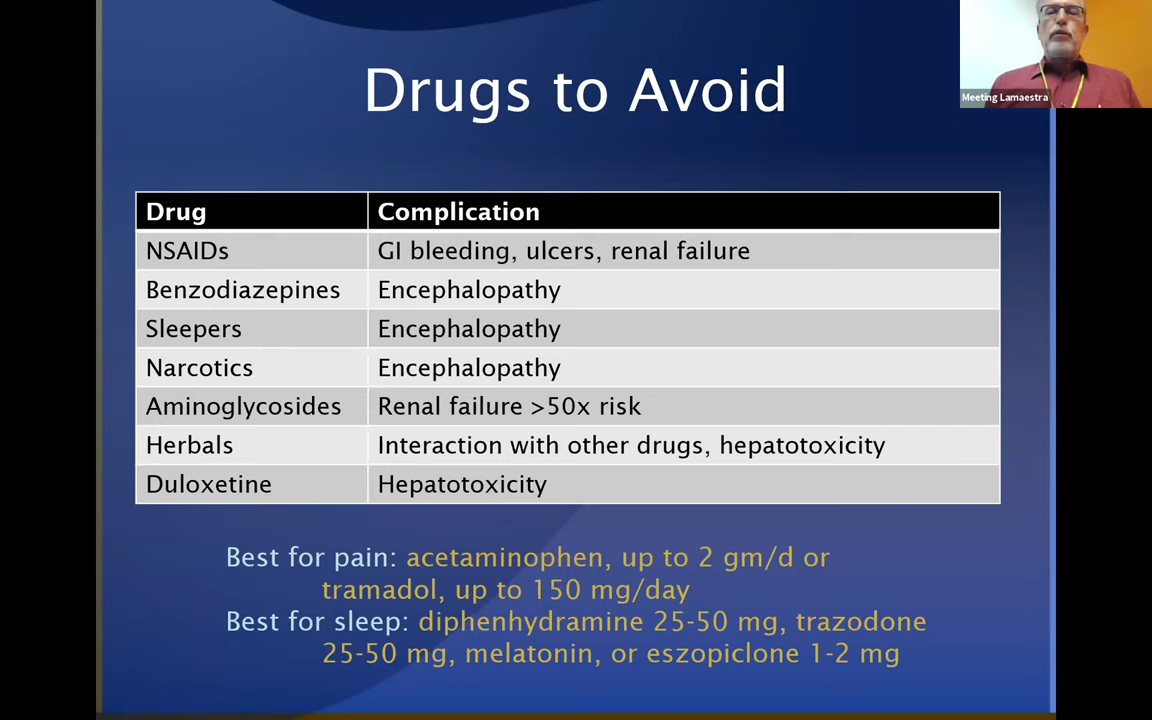 Drugs to Avoid
Meeting Lamaestra
Drug Complication
NSAIDs GI bleeding, ulcers, renal failure
Benzodiazepines Encephalopathy
Sleepers Encephalopathy
Narcotics Encephalopathy
Aminoglycosides Renal failure >50x risk
Herbals Interaction with other drugs, hepatotoxicity
Duloxetine Hepatotoxicity
Best for pain: acetaminophen, up to 2 gm/d or
tramadol, up to 150 mg/day
Best for sleep: diphenhydramine 25-50 mg, trazodone
25-50 mg, melatonin, or eszopiclone 1-2 mg